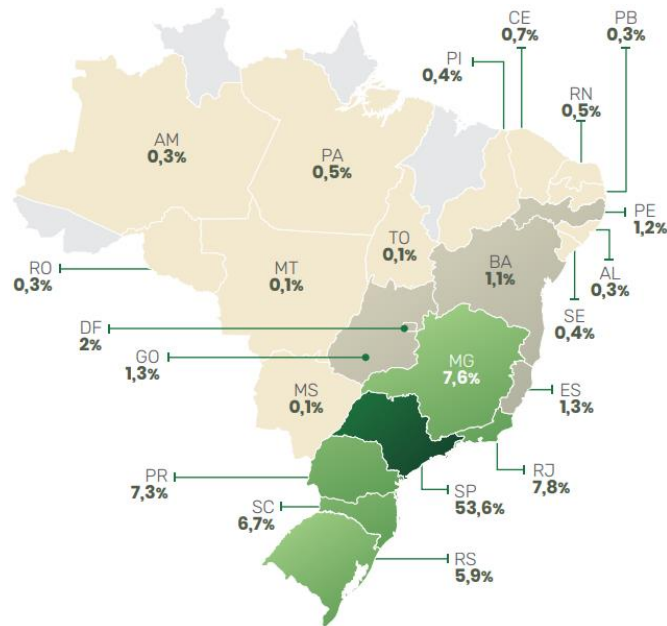 CE
0,7%
PB
0,3%
PI
0,4%
RN
0,5%
AM
0,3%
PA
0,5%
PE
1,2%
TO
0,1%
BA
1,1%
RO
0,3%
MT
0,1%
AL
0,3%
SE
0,4%
DF
2%
GO
1,3%
MG
7,6%
MS
0,1%
ES
1,3%
PR
7,3%
SP
53,6%
RJ
7,8%
SC
6,7%
RS
5,9%